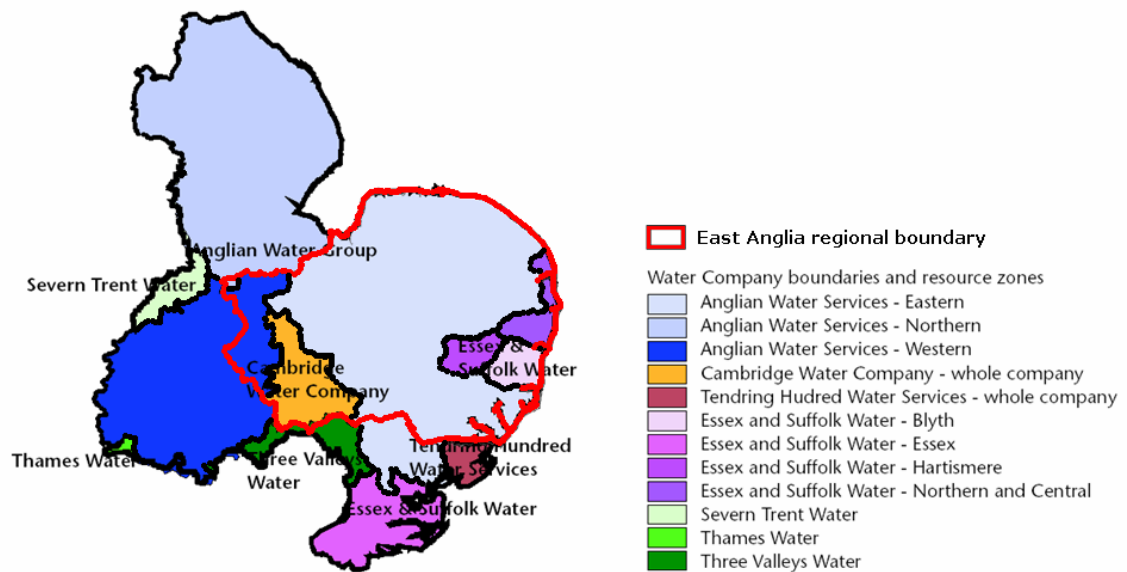 Anglian Water Group
Severn Trent Water
Essex &
Suffolk Water
Cambridge
Water Company
Tendring Hundred
Water Services
Thames Water
Three Valleys
Water
Essex & Suffolk Water
East Anglia regional boundary
Water Company boundaries and resource zones
Anglian Water Services - Eastern
Anglian Water Services - Northern
Anglian Water Services - Western
Cambridge Water Company - whole company
Tendring Hudred Water Services - whole company
Essex and Suffolk Water - Blyth
Essex and Suffolk Water - Essex
Essex and Suffolk Water - Hartismere
Essex and Suffolk Water - Northern and Central
Severn Trent Water
Thames Water
Three Valleys Water